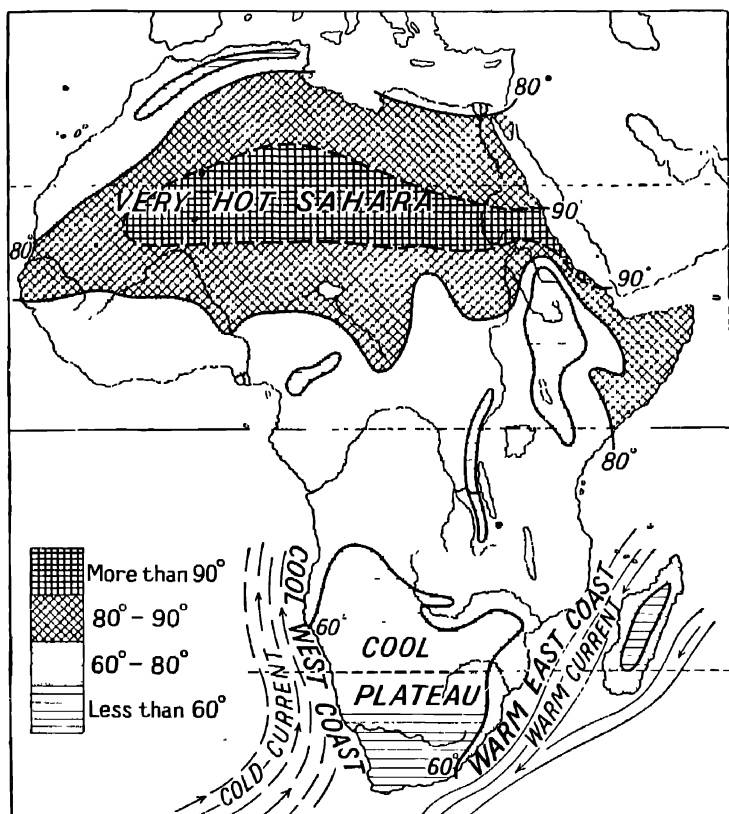 80°
VERY HOT SAHARA
90°
80°
90°
80°
More than 90°
80°-90°
60°-80°
Less than 60°
COOL WEST COAST
COLD-CURRENT
60°
COOL
PLATEAU
60°
WARM EAST COAST
WARM CURRENT